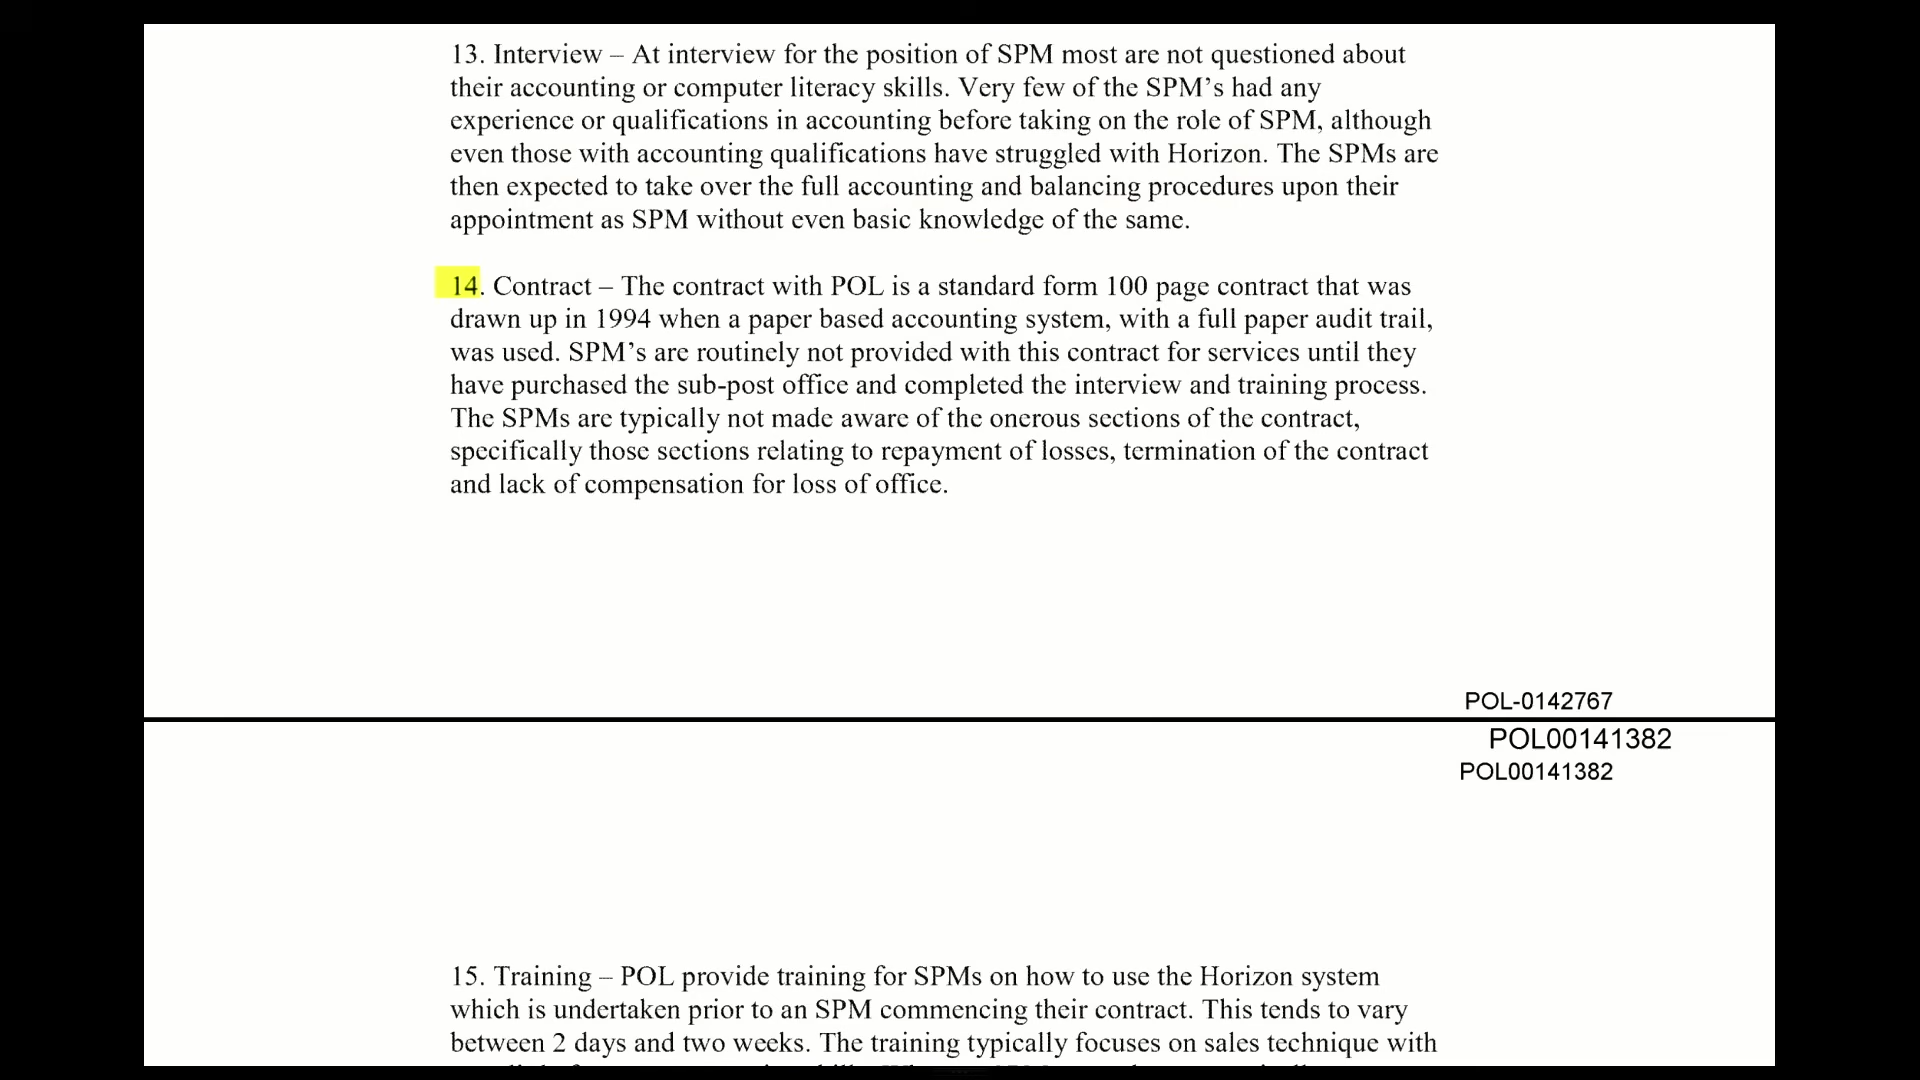 13. Interview – At interview for the position of SPM most are not questioned about
their accounting or computer literacy skills. Very few of the SPM’s had any
experience or qualifications in accounting before taking on the role of SPM, although
even those with accounting qualifications have struggled with Horizon. The SPMs are
then expected to take over the full accounting and balancing procedures upon their
appointment as SPM without even basic knowledge of the same.
14. Contract – The contract with POL is a standard form 100 page contract that was
drawn up in 1994 when a paper based accounting system, with a full paper audit trail,
was used. SPM’s are routinely not provided with this contract for services until they
have purchased the sub-post office and completed the interview and training process.
The SPMs are typically not made aware of the onerous sections of the contract,
specifically those sections relating to repayment of losses, termination of the contract
and lack of compensation for loss of office.
POL-0142767
POL00141382
POL00141382
15. Training – POL provide training for SPMs on how to use the Horizon system
which is undertaken prior to an SPM commencing their contract. This tends to vary
between 2 days and two weeks. The training typically focuses on sales technique with